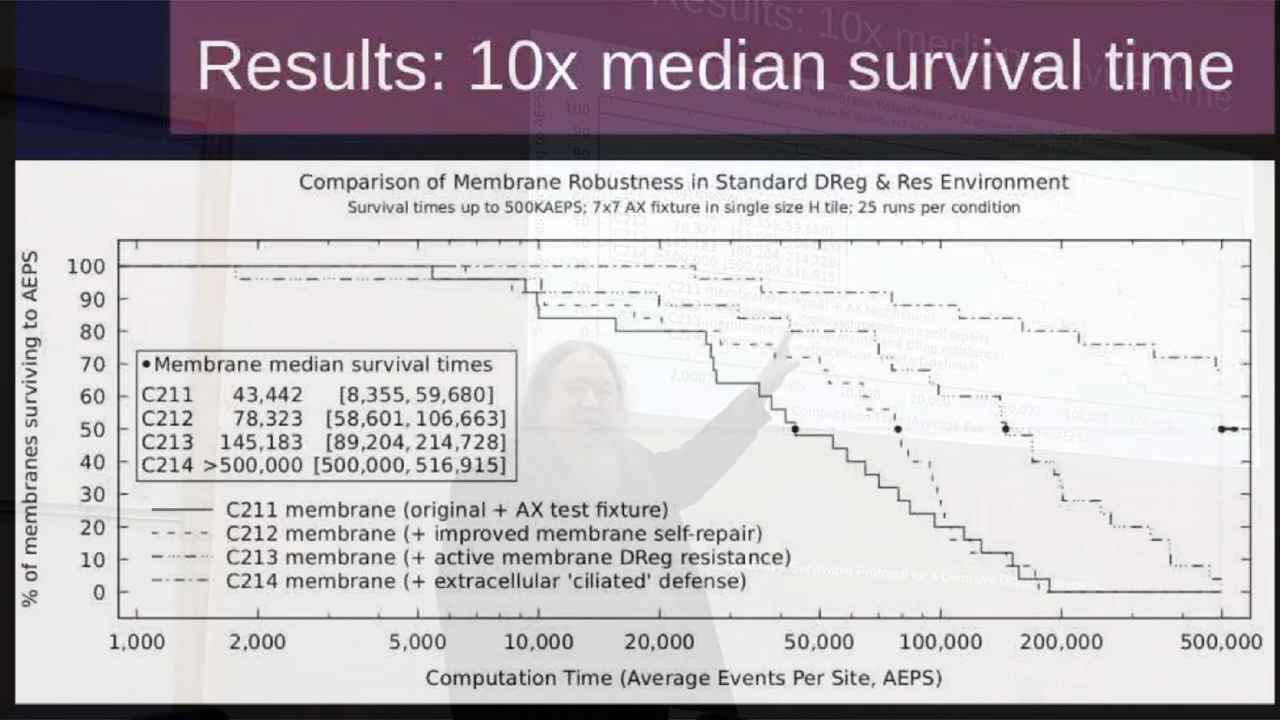 Results: 10x median survival time
Comparison of Membrane Robustness in Standard DReg & Res Environment
Survival times up to 500KAEPS; 7x7 AX fixture in single size H tile; 25 runs per condition
% of membranes surviving to AEPS
100
90
80
70
60
50
40
30
20
10
0
•Membrane median survival times
C211 43,442 [8,355, 59,680]
C212 78,323 [58,601, 106,663]
C213 145,183 [89,204, 214,728]
C214 >500,000 [500,000, 516,915]
C211 membrane (original + AX test fixture)
C212 membrane (+ improved membrane self-repair)
C213 membrane (+ active membrane DReg resistance)
C214 membrane (+ extracellular 'ciliated' defense)
1,000 2,000 5,000 10,000 20,000 50,000 100,000 200,000 500,000
Computation Time (Average Events Per Site, AEPS)